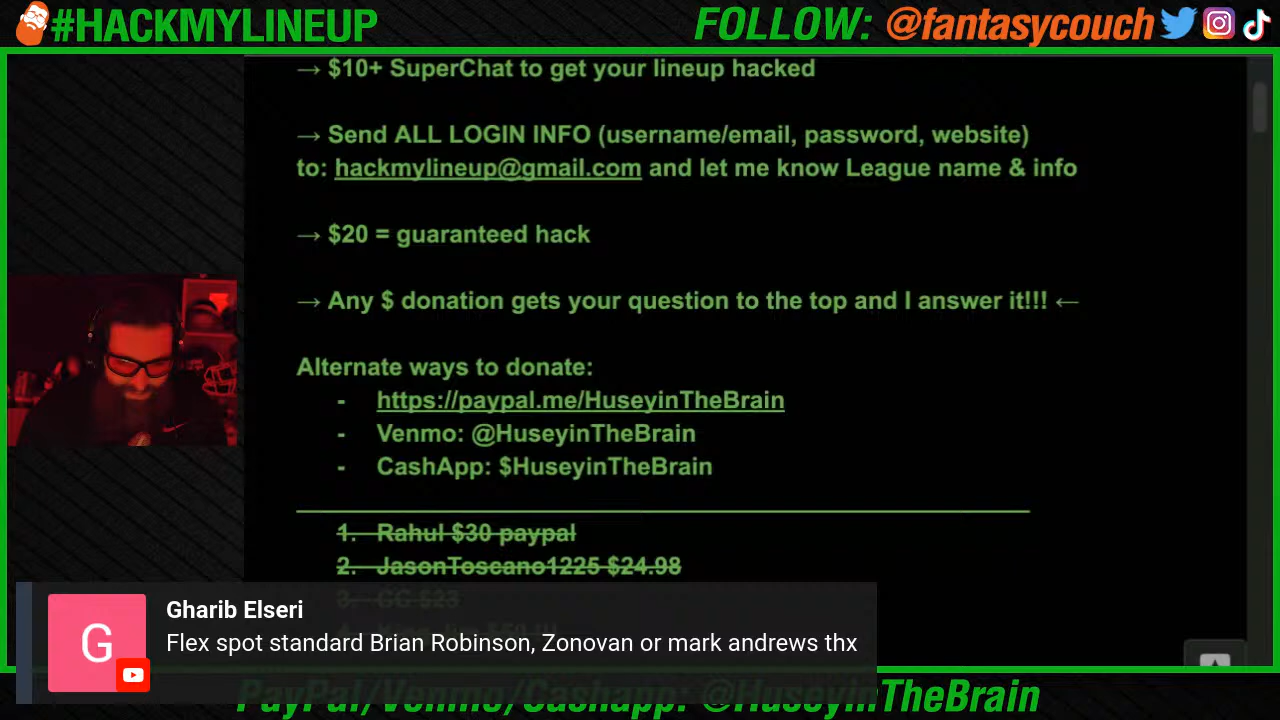 #HACKMYLINEUP
FOLLOW: @fantasycouch
→ $10+ SuperChat to get your lineup hacked
→ Send ALL LOGIN INFO (username/email, password, website)
to: hackmylineup@gmail.com and let me know League name & info
→ $20 = guaranteed hack
→ Any $ donation gets your question to the top and I answer it!!! ←
Alternate ways to donate:
- https://paypal.me/HuseyinTheBrain
- Venmo: @HuseyinTheBrain
- CashApp: $HuseyinTheBrain
1. Rahul $30 paypal
2. JasonToscano1225 $24.98
3. GG $23
G
Gharib Elseri
Flex spot standard Brian Robinson, Zonovan or mark andrews thx
PayPal/Venmo/Cashapp: @HuseyinTheBrain